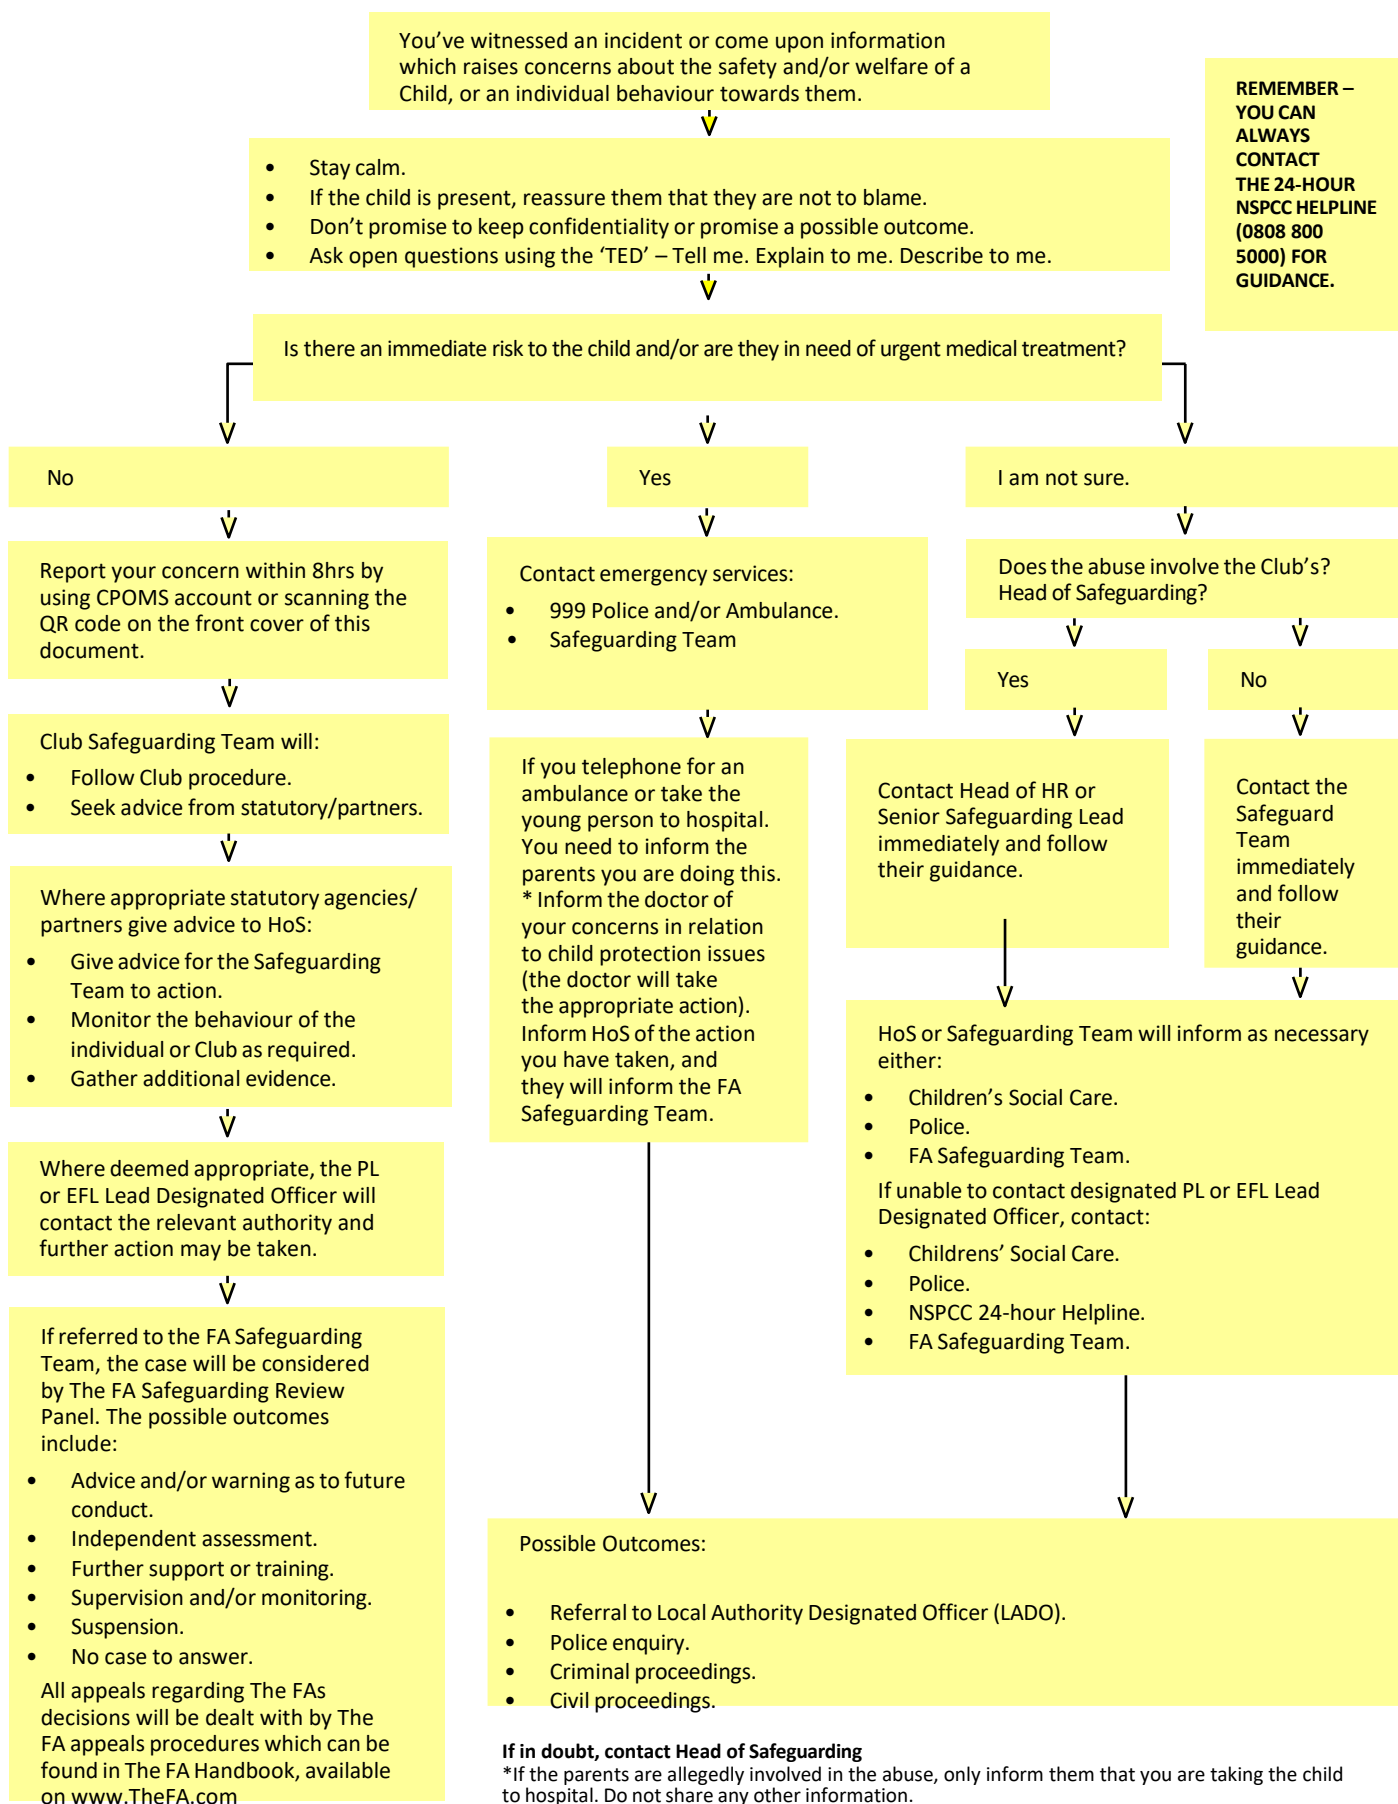 You’ve witnessed an incident or come upon information
which raises concerns about the safety and/or welfare of a
Child, or an individual behaviour towards them.
REMEMBER –
YOU CAN
ALWAYS
CONTACT
THE 24-HOUR
NSPCC HELPLINE
(0808 800
5000) FOR
GUIDANCE.
• Stay calm.
• If the child is present, reassure them that they are not to blame.
• Don’t promise to keep confidentiality or promise a possible outcome.
• Ask open questions using the ‘TED’ – Tell me. Explain to me. Describe to me.
Is there an immediate risk to the child and/or are they in need of urgent medical treatment?
No
Report your concern within 8hrs by
using CPOMS account or scanning the
QR code on the front cover of this
document.
Club Safeguarding Team will:
• Follow Club procedure.
• Seek advice from statutory/partners.
Where appropriate statutory agencies/
partners give advice to HoS:
• Give advice for the Safeguarding
Team to action.
• Monitor the behaviour of the
individual or Club as required.
• Gather additional evidence.
Where deemed appropriate, the PL
or EFL Lead Designated Officer will
contact the relevant authority and
further action may be taken.
If referred to the FA Safeguarding
Team, the case will be considered
by The FA Safeguarding Review
Panel. The possible outcomes
include:
• Advice and/or warning as to future
conduct.
• Independent assessment.
• Further support or training.
• Supervision and/or monitoring.
• Suspension.
• No case to answer.
All appeals regarding The FAs
decisions will be dealt with by The
FA appeals procedures which can be
found in The FA Handbook, available
on www.TheFA.com
Yes
Contact emergency services:
• 999 Police and/or Ambulance.
• Safeguarding Team
If you telephone for an
ambulance or take the
young person to hospital.
You need to inform the
parents you are doing this.
* Inform the doctor of
your concerns in relation
to child protection issues
(the doctor will take
the appropriate action).
Inform HoS of the action
you have taken, and
they will inform the FA
Safeguarding Team.
I am not sure.
Does the abuse involve the Club’s?
Head of Safeguarding?
Yes
Contact Head of HR or
Senior Safeguarding Lead
immediately and follow
their guidance.
No
Contact the
Safeguard
Team
immediately
and follow
their
guidance.
HoS or Safeguarding Team will inform as necessary
either:
• Children’s Social Care.
• Police.
• FA Safeguarding Team.
If unable to contact designated PL or EFL Lead
Designated Officer, contact:
• Childrens’ Social Care.
• Police.
• NSPCC 24-hour Helpline.
• FA Safeguarding Team.
Possible Outcomes:
• Referral to Local Authority Designated Officer (LADO).
• Police enquiry.
• Criminal proceedings.
• Civil proceedings.
If in doubt, contact Head of Safeguarding
*If the parents are allegedly involved in the abuse, only inform them that you are taking the child
to hospital. Do not share any other information.